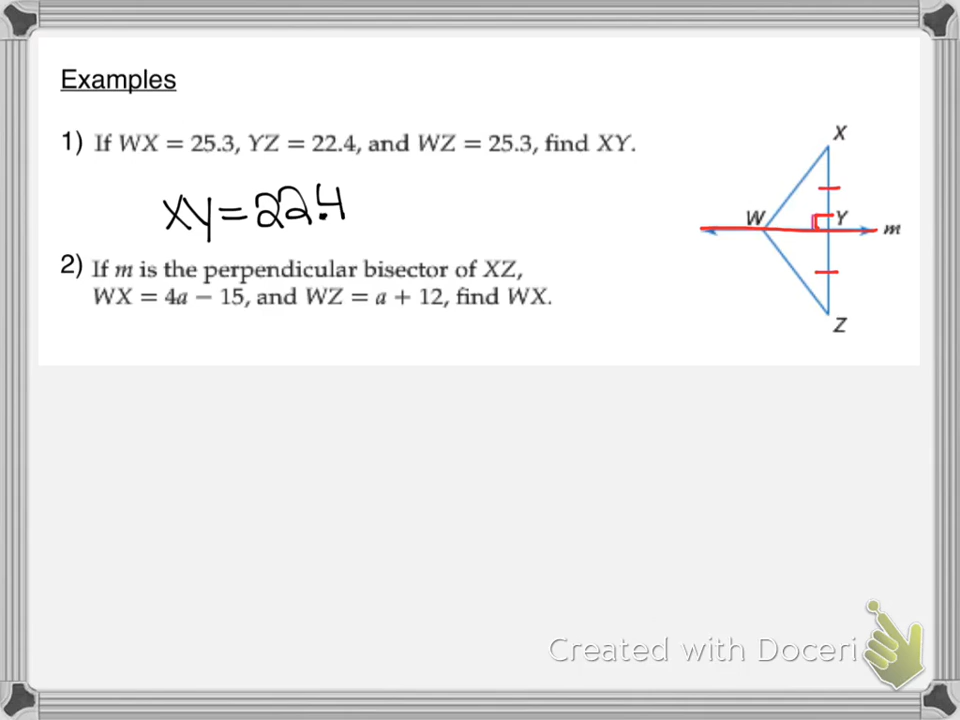 Examples
1) If WX = 25.3, YZ = 22.4, and WZ = 25.3, find XY.
XY = 22.4
2) If m is the perpendicular bisector of XZ,
WX = 4a − 15, and WZ = a + 12, find WX.
X
W
Y
m
Z
Created with Doceri